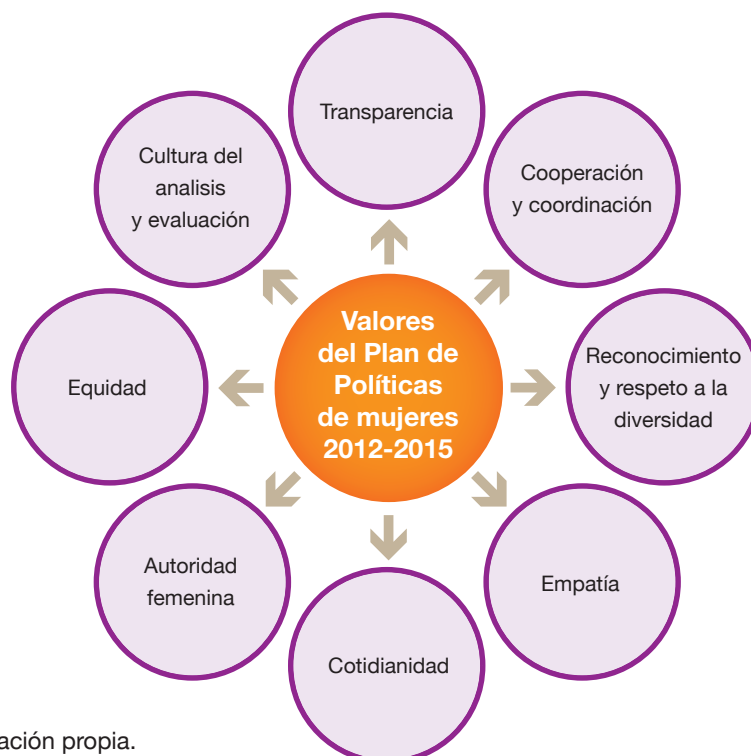 Transparencia
Cooperación
y coordinación
Reconocimiento
y respeto a la
diversidad
Empatía
Cotidianidad
Autoridad
femenina
Equidad
Cultura del
analisis
y evaluación
Valores
del Plan de
Políticas
de mujeres
2012-2015
ación propia.